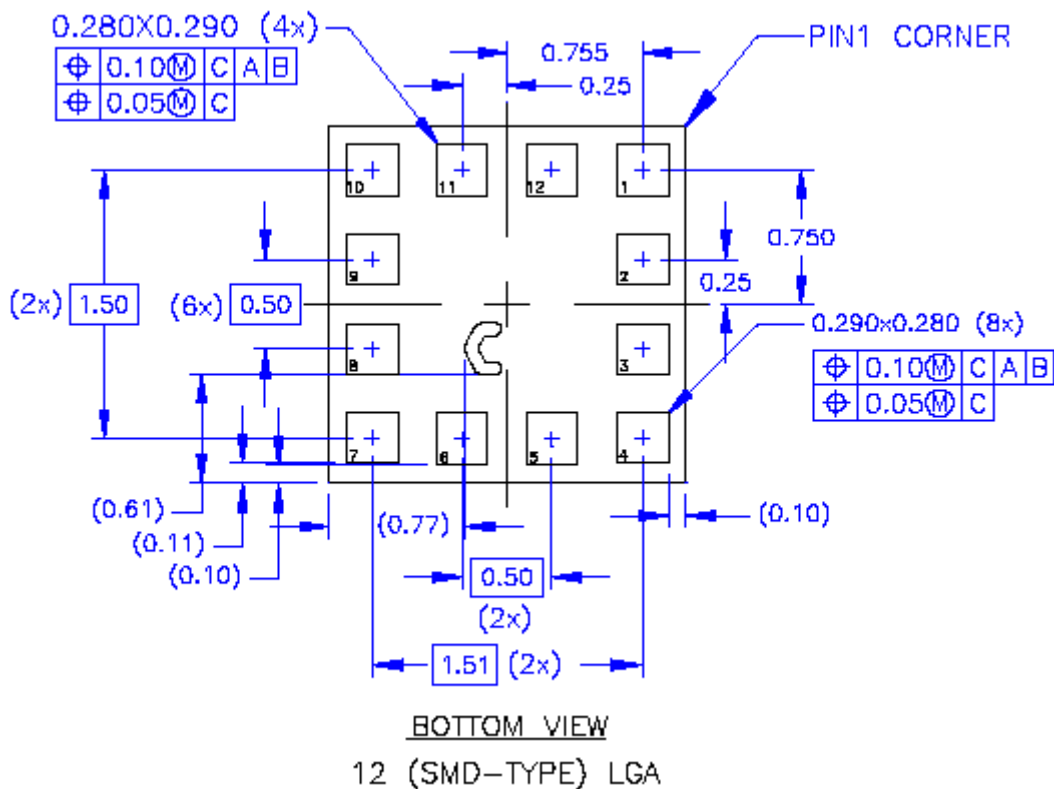 0.280X0.290 (4x)
⌖ 0.10Ⓜ C A B
⌖ 0.05Ⓜ C
0.755
0.25
PIN1 CORNER
10 11 12 1
0.750
9 2
0.25
(2x) 1.50
(6x) 0.50
0.290x0.280 (8x)
⌖ 0.10Ⓜ C A B
⌖ 0.05Ⓜ C
8 3
7 6 5 4
(0.61)
(0.11)
(0.10)
(0.77)
(0.10)
0.50
(2x)
1.51 (2x)
BOTTOM VIEW
12 (SMD-TYPE) LGA